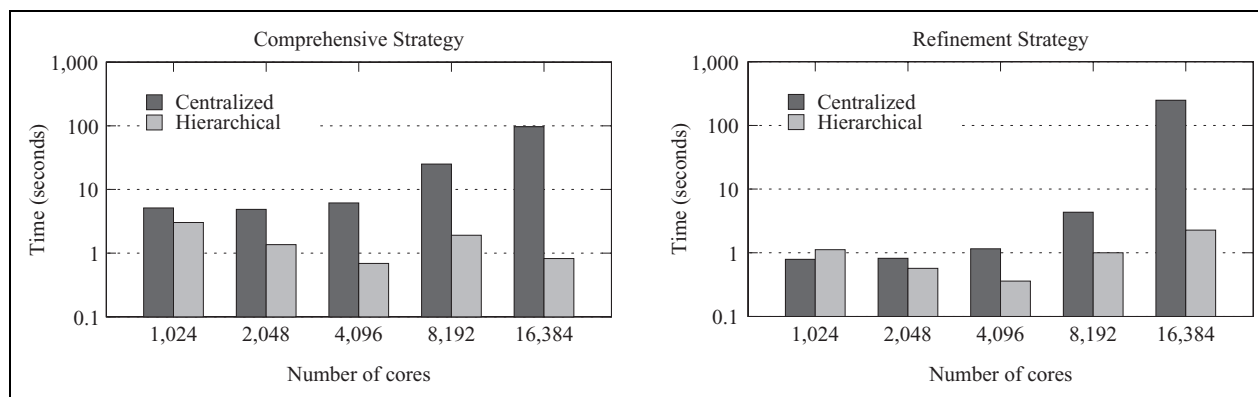 Comprehensive Strategy
1,000
100
10
1
0.1
Time (seconds)
Centralized
Hierarchical
1,024 2,048 4,096 8,192 16,384
Number of cores
Refinement Strategy
1,000
100
10
1
0.1
Time (seconds)
Centralized
Hierarchical
1,024 2,048 4,096 8,192 16,384
Number of cores